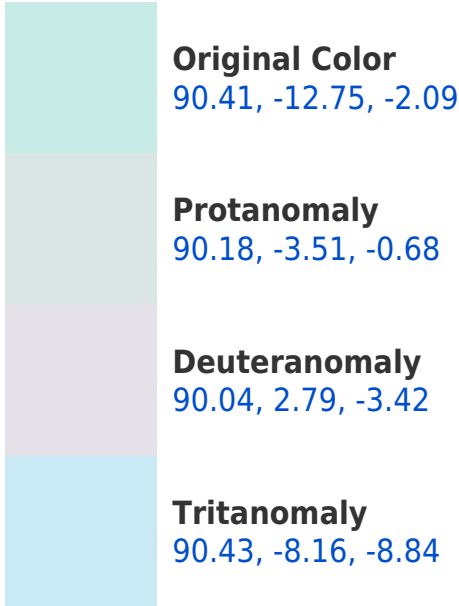 Original Color
90.41, -12.75, -2.09
Protanomaly
90.18, -3.51, -0.68
Deuteranomaly
90.04, 2.79, -3.42
Tritanomaly
90.43, -8.16, -8.84